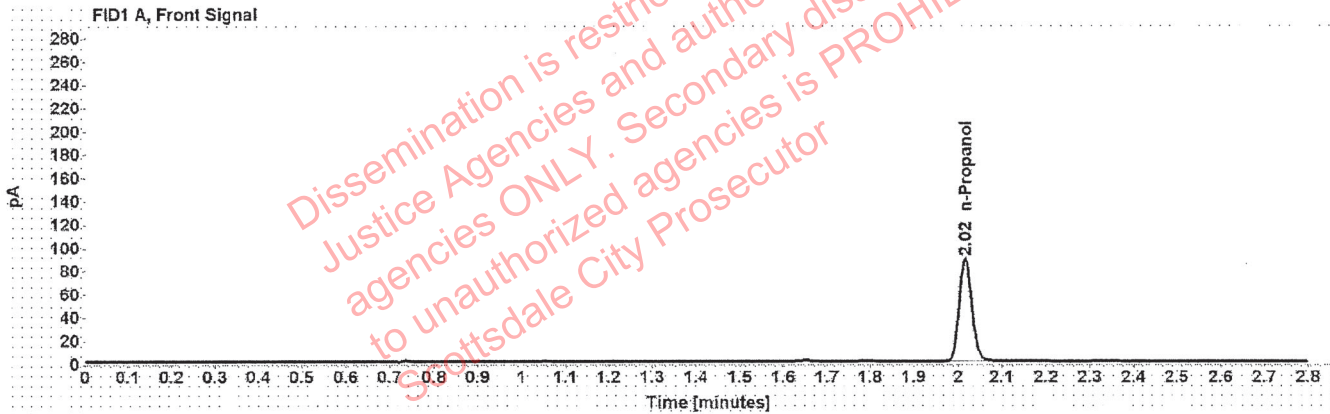 FID1 A, Front Signal
280
260
240
220
200
180
160
140
120
100
80
60
40
20
0
pA
2.02 n-Propanol
0 0.1 0.2 0.3 0.4 0.5 0.6 0.7 0.8 0.9 1 1.1 1.2 1.3 1.4 1.5 1.6 1.7 1.8 1.9 2 2.1 2.2 2.3 2.4 2.5 2.6 2.7 2.8
Time [minutes]
Dissemination is
Justice Agencies and
agencies ONLY. Secondary
to unauthorized agencies is
Scottsdale City Prosecutor